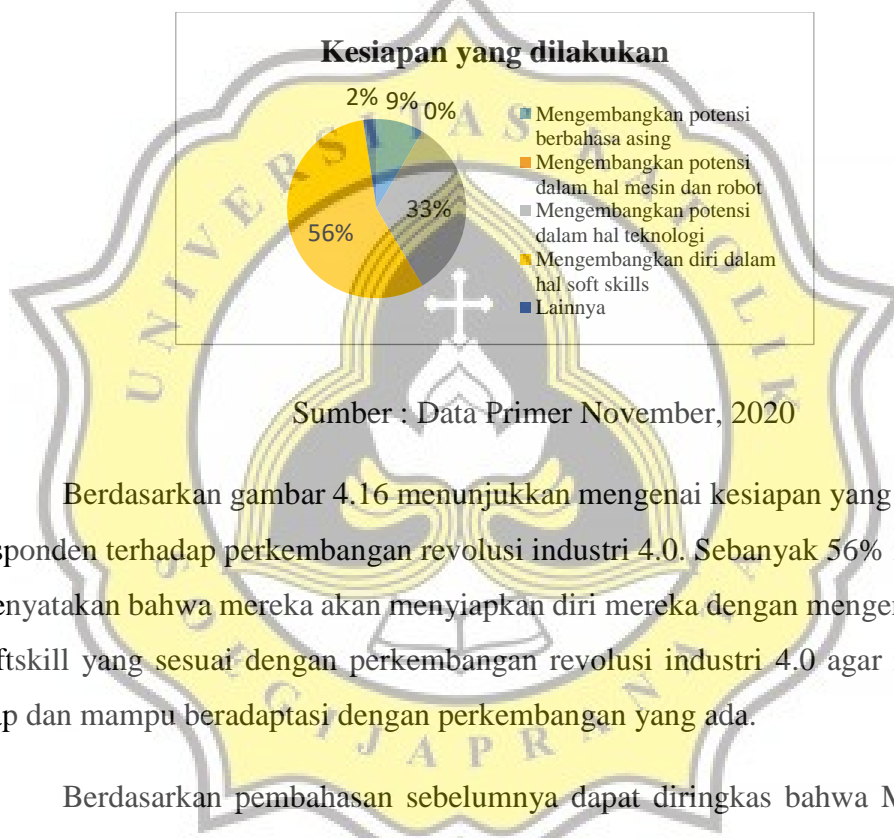 Kesiapan yang dilakukan
2% 9% 0%
33%
56%
Mengembangkan potensi
berbahasa asing
Mengembangkan potensi
dalam hal mesin dan robot
Mengembangkan potensi
dalam hal teknologi
Mengembangkan diri dalam
hal soft skills
Lainnya
UNIVERSITAS KATOLIK
SOEGIJAPRANATA
Sumber : Data Primer November, 2020
Berdasarkan gambar 4.16 menunjukkan mengenai kesiapan yang
sponden terhadap perkembangan revolusi industri 4.0. Sebanyak 56%
enyatakan bahwa mereka akan menyiapkan diri mereka dengan menge
ftskill yang sesuai dengan perkembangan revolusi industri 4.0 agar
ap dan mampu beradaptasi dengan perkembangan yang ada.
Berdasarkan pembahasan sebelumnya dapat diringkas bahwa M